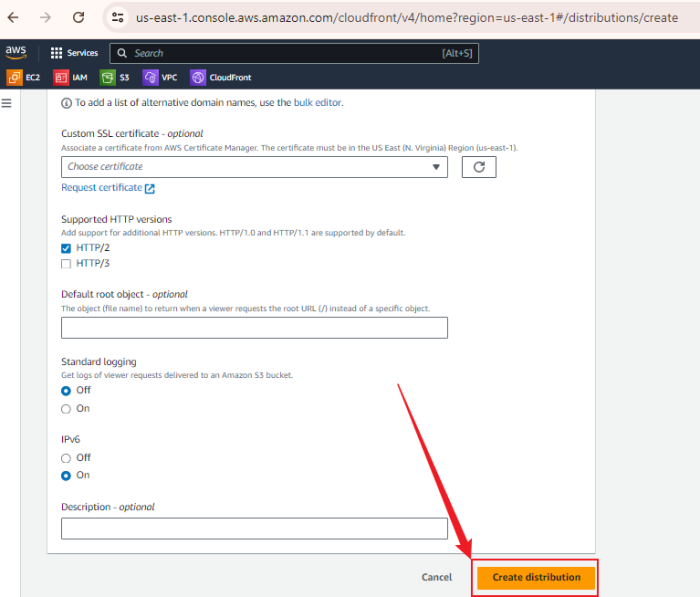 us-east-1.console.aws.amazon.com/cloudfront/v4/home?region=us-east-1#/distributions/create
aws
Services
Search
[Alt+S]
EC2
IAM
S3
VPC
CloudFront
To add a list of alternative domain names, use the bulk editor.
Custom SSL certificate - optional
Associate a certificate from AWS Certificate Manager. The certificate must be in the US East (N. Virginia) Region (us-east-1).
Choose certificate
Request certificate
Supported HTTP versions
Add support for additional HTTP versions. HTTP/1.0 and HTTP/1.1 are supported by default.
HTTP/2
HTTP/3
Default root object - optional
The object (file name) to return when a viewer requests the root URL (/) instead of a specific object.
Standard logging
Get logs of viewer requests delivered to an Amazon S3 bucket.
Off
On
IPv6
Off
On
Description - optional
Cancel
Create distribution